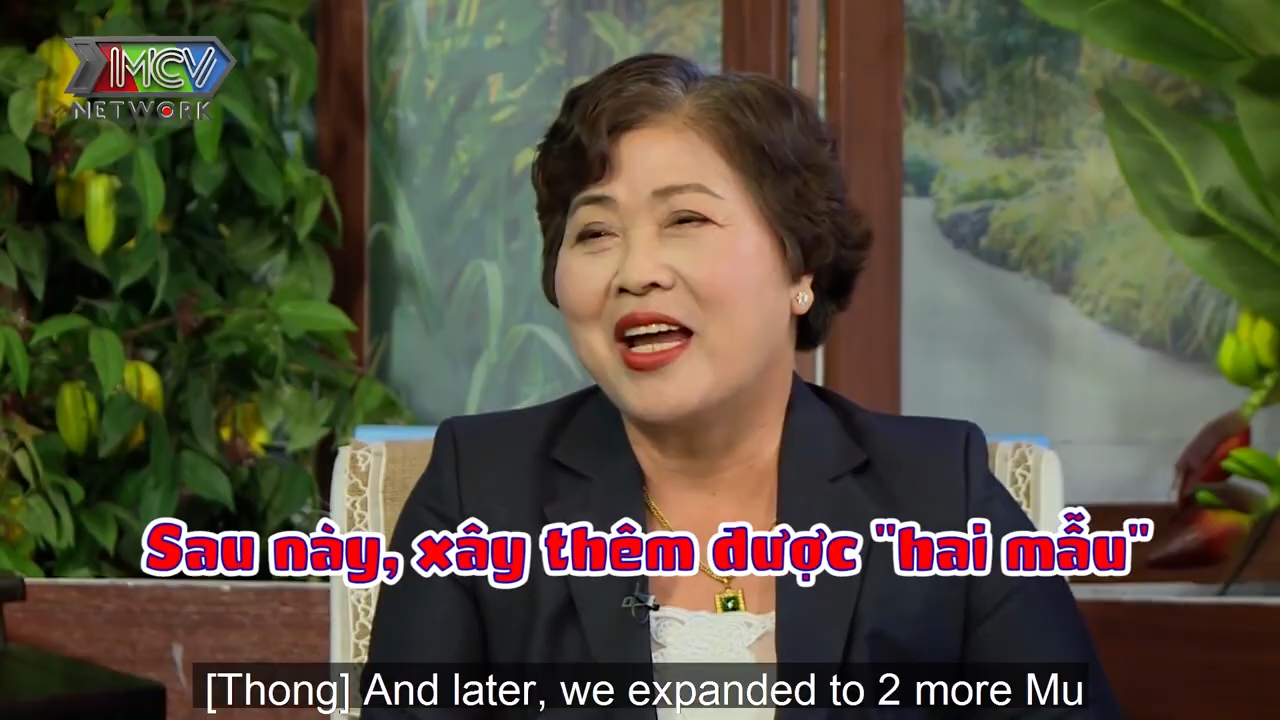 MCV
NETWORK
Sau này, xây thêm được "hai mẫu"
[Thong] And later, we expanded to 2 more Mu